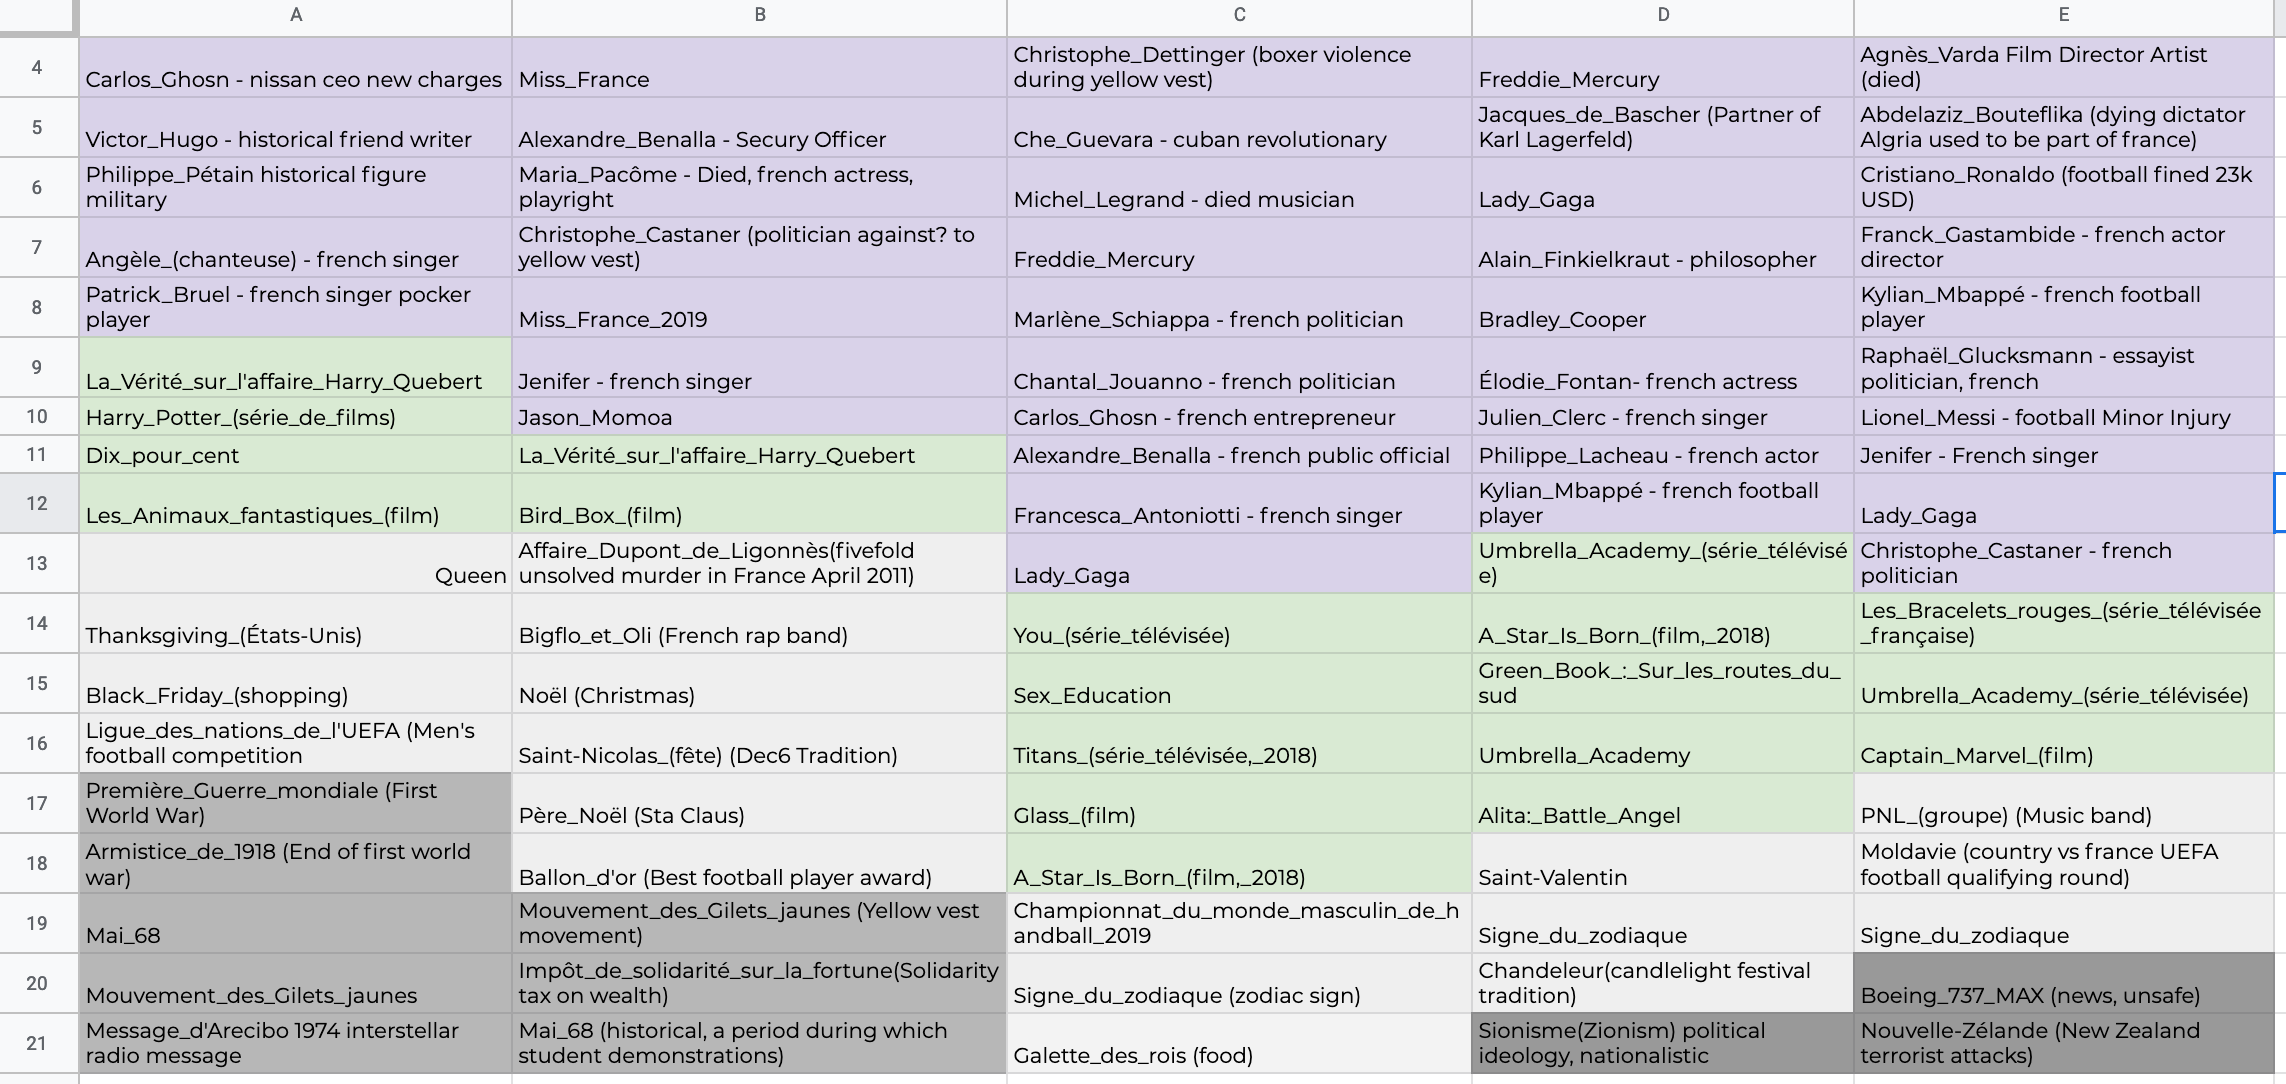 A B C D E
4
Carlos_Ghosn - nissan ceo new charges
Miss_France
Christophe_Dettinger (boxer violence
during yellow vest)
Freddie_Mercury
Agnès_Varda Film Director Artist
(died)
5
Victor_Hugo - historical friend writer
Alexandre_Benalla - Secury Officer
Che_Guevara - cuban revolutionary
Jacques_de_Bascher (Partner of
Karl Lagerfeld)
Abdelaziz_Bouteflika (dying dictator
Algria used to be part of france)
6
Philippe_Pétain historical figure
military
Maria_Pacôme - Died, french actress,
playright
Michel_Legrand - died musician
Lady_Gaga
Cristiano_Ronaldo (football fined 23k
USD)
7
Angèle_(chanteuse) - french singer
Christophe_Castaner (politician against? to
yellow vest)
Freddie_Mercury
Alain_Finkielkraut - philosopher
Franck_Gastambide - french actor
director
8
Patrick_Bruel - french singer pocker
player
Miss_France_2019
Marlène_Schiappa - french politician
Bradley_Cooper
Kylian_Mbappé - french football
player
9
La_Vérité_sur_l'affaire_Harry_Quebert
Jenifer - french singer
Chantal_Jouanno - french politician
Élodie_Fontan- french actress
Raphaël_Glucksmann - essayist
politician, french
10
Harry_Potter_(série_de_films)
Jason_Momoa
Carlos_Ghosn - french entrepreneur
Julien_Clerc - french singer
Lionel_Messi - football Minor Injury
11
Dix_pour_cent
La_Vérité_sur_l'affaire_Harry_Quebert
Alexandre_Benalla - french public official
Philippe_Lacheau - french actor
Jenifer - French singer
12
Les_Animaux_fantastiques_(film)
Bird_Box_(film)
Francesca_Antoniotti - french singer
Kylian_Mbappé - french football
player
Lady_Gaga
13
Queen
Affaire_Dupont_de_Ligonnès(fivefold
unsolved murder in France April 2011)
Lady_Gaga
Umbrella_Academy_(série_télévisé
e)
Christophe_Castaner - french
politician
14
Thanksgiving_(États-Unis)
Bigflo_et_Oli (French rap band)
You_(série_télévisée)
A_Star_Is_Born_(film,_2018)
Les_Bracelets_rouges_(série_télévisée
_française)
15
Black_Friday_(shopping)
Noël (Christmas)
Sex_Education
Green_Book_:_Sur_les_routes_du_
sud
Umbrella_Academy_(série_télévisée)
16
Ligue_des_nations_de_l'UEFA (Men's
football competition
Saint-Nicolas_(fête) (Dec6 Tradition)
Titans_(série_télévisée,_2018)
Umbrella_Academy
Captain_Marvel_(film)
17
Première_Guerre_mondiale (First
World War)
Père_Noël (Sta Claus)
Glass_(film)
Alita:_Battle_Angel
PNL_(groupe) (Music band)
18
Armistice_de_1918 (End of first world
war)
Ballon_d'or (Best football player award)
A_Star_Is_Born_(film,_2018)
Saint-Valentin
Moldavie (country vs france UEFA
football qualifying round)
19
Mai_68
Mouvement_des_Gilets_jaunes (Yellow vest
movement)
Championnat_du_monde_masculin_de_h
andball_2019
Signe_du_zodiaque
Signe_du_zodiaque
20
Mouvement_des_Gilets_jaunes
Impôt_de_solidarité_sur_la_fortune(Solidarity
tax on wealth)
Signe_du_zodiaque (zodiac sign)
Chandeleur(candlelight festival
tradition)
Boeing_737_MAX (news, unsafe)
21
Message_d'Arecibo 1974 interstellar
radio message
Mai_68 (historical, a period during which
student demonstrations)
Galette_des_rois (food)
Sionisme(Zionism) political
ideology, nationalistic
Nouvelle-Zélande (New Zealand
terrorist attacks)